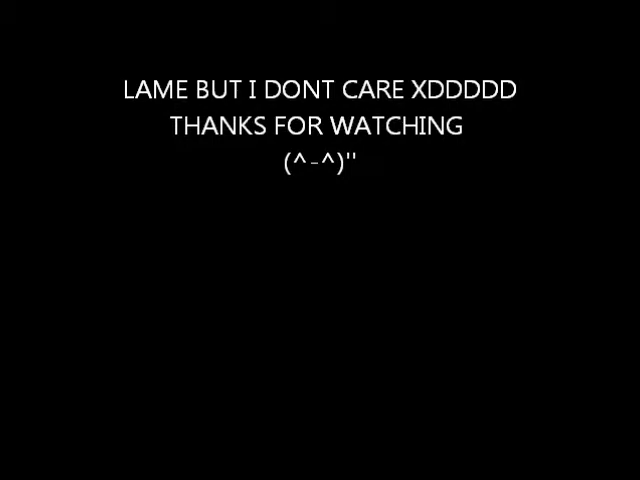 LAME BUT I DONT CARE XDDDDD
THANKS FOR WATCHING
(^-^)"